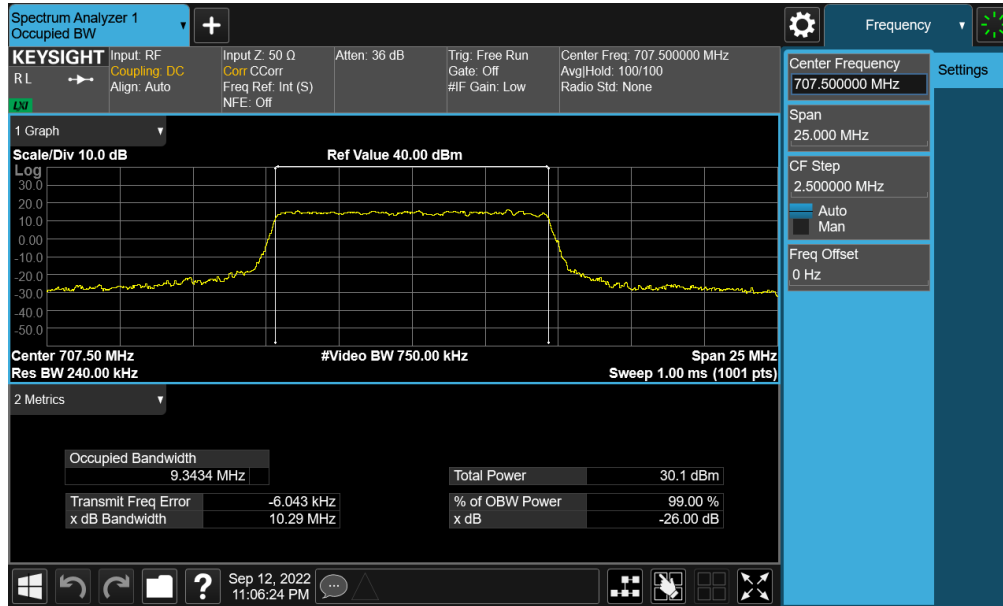 Spectrum Analyzer 1
Occupied BW
Frequency
KEYSIGHT
R L
LXI
Input: RF
Coupling: DC
Align: Auto
Input Z: 50 Ω
Corr CCorr
Freq Ref: Int (S)
NFE: Off
Atten: 36 dB
Trig: Free Run
Gate: Off
#IF Gain: Low
Center Freq: 707.500000 MHz
Avg|Hold: 100/100
Radio Std: None
Center Frequency
707.500000 MHz
Settings
Span
25.000 MHz
CF Step
2.500000 MHz
Auto
Man
Freq Offset
0 Hz
1 Graph
Scale/Div 10.0 dB
Ref Value 40.00 dBm
Log
30.0
20.0
10.0
0.00
-10.0
-20.0
-30.0
-40.0
-50.0
Center 707.50 MHz
#Video BW 750.00 kHz
Span 25 MHz
Res BW 240.00 kHz
Sweep 1.00 ms (1001 pts)
2 Metrics
Occupied Bandwidth
9.3434 MHz
Total Power 30.1 dBm
Transmit Freq Error -6.043 kHz
% of OBW Power 99.00 %
x dB Bandwidth 10.29 MHz
x dB -26.00 dB
?
Sep 12, 2022
11:06:24 PM